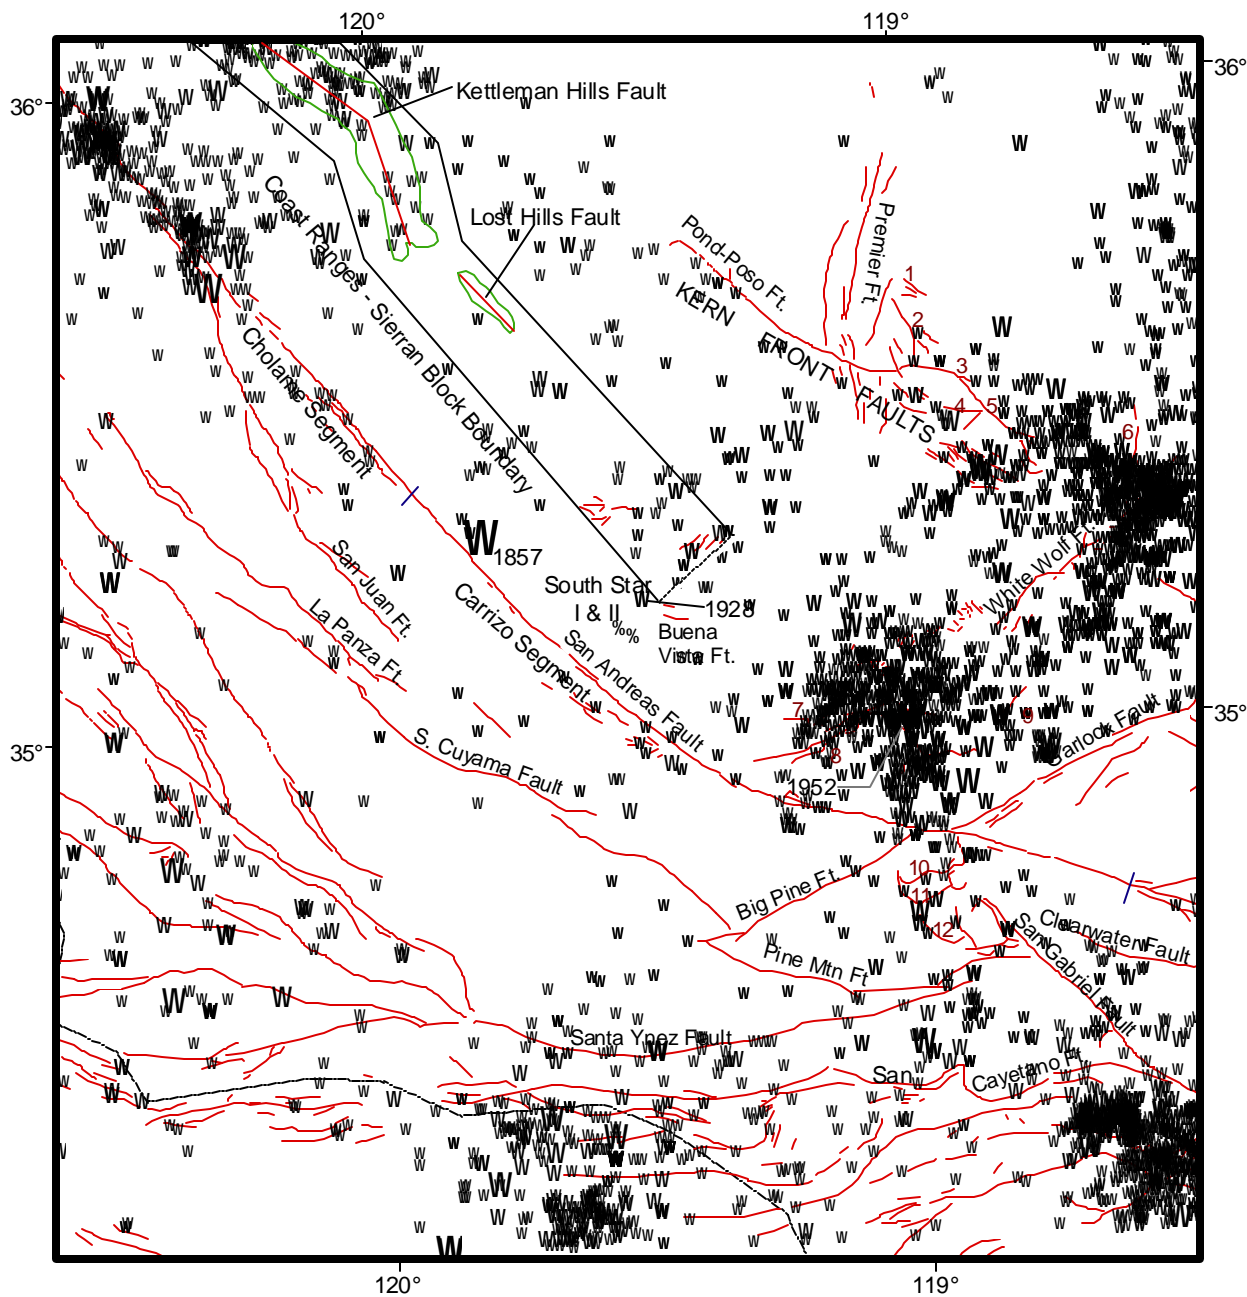 120°
119°
36°
36°
Kettleman Hills Fault
Lost Hills Fault
Coast Ranges - Sierran Block Boundary
Pond-Poso Ft.
Premier Ft.
KERN FRONT FAULTS
1
2
3
4
5
6
Cholame Segment
1857
San Juan Ft.
La Panza Ft
Carrizo Segment
San Andreas Fault
South Star
I & II
1928
‰%
Buena
Vista Ft.
White Wolf Ft.
7
8
9
1952
Garlock Fault
35°
35°
S. Cuyama Fault
Big Pine Ft.
10
11
12
Pine Mtn Ft
Clearwater Fault
San Gabriel Fault
Santa Ynez Fault
San Cayetano Ft.
120°
119°